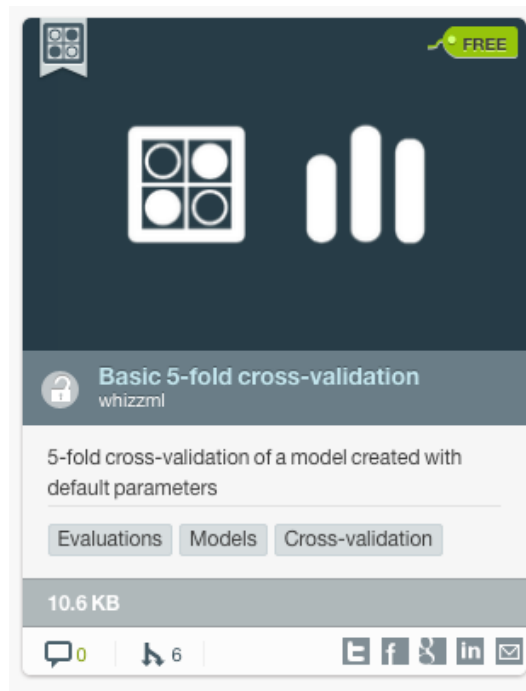 FREE
Basic 5-fold cross-validation
whizzml
5-fold cross-validation of a model created with
default parameters
Evaluations Models Cross-validation
10.6 KB
0 6